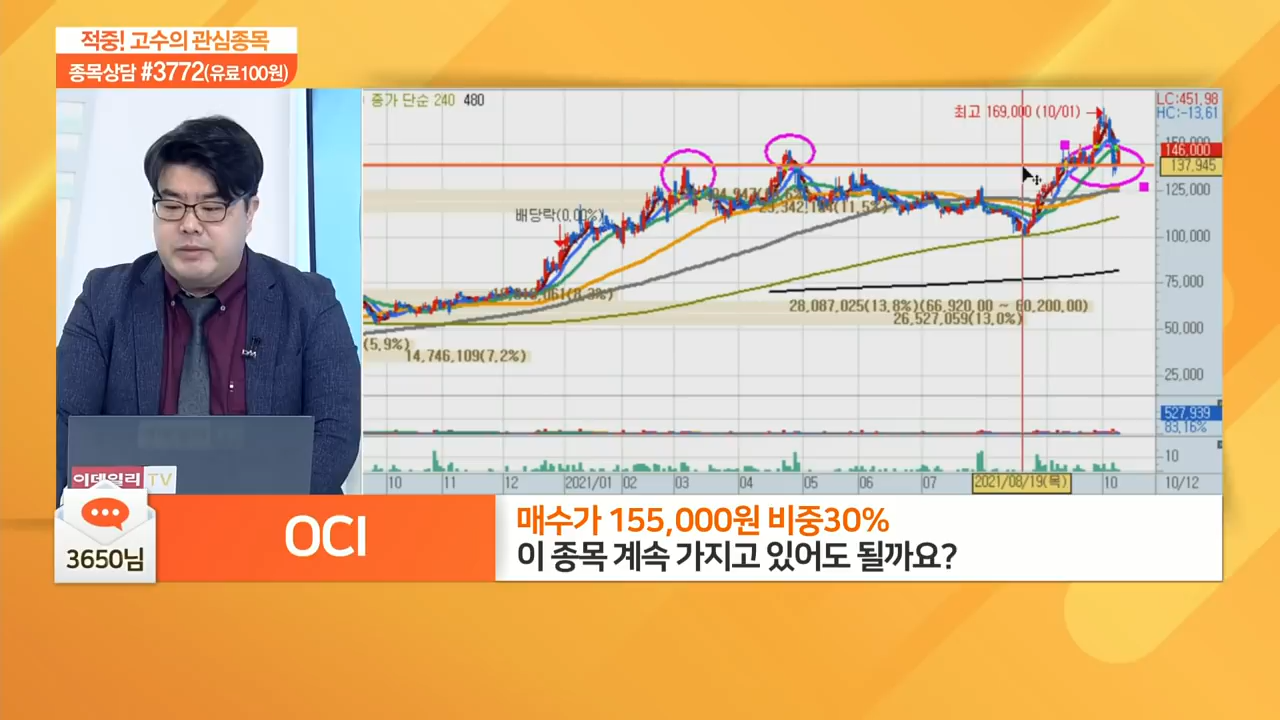 적중! 고수의 관심종목
종목상담 #3772(유료100원)
종가 단순 240 480
최고 169,000 (10/01)
LC:451,98
HC:-13,61
146,000
137,945
125,000
배당락(0.00%)
100,000
75,000
28,087,025(13.8%)(66,920.00 ~ 60,200.00)
26,527,059(13.0%)
50,000
(5.9%)
14,746,109(7.2%)
25,000
527,939
83,16%
10
10 11 12 2021/01 02 03 04 05 06 07 2021/08/19(목) 10 10/12
이데일리 TV
3650님
OCI
매수가 155,000원 비중30%
이 종목 계속 가지고 있어도 될까요?